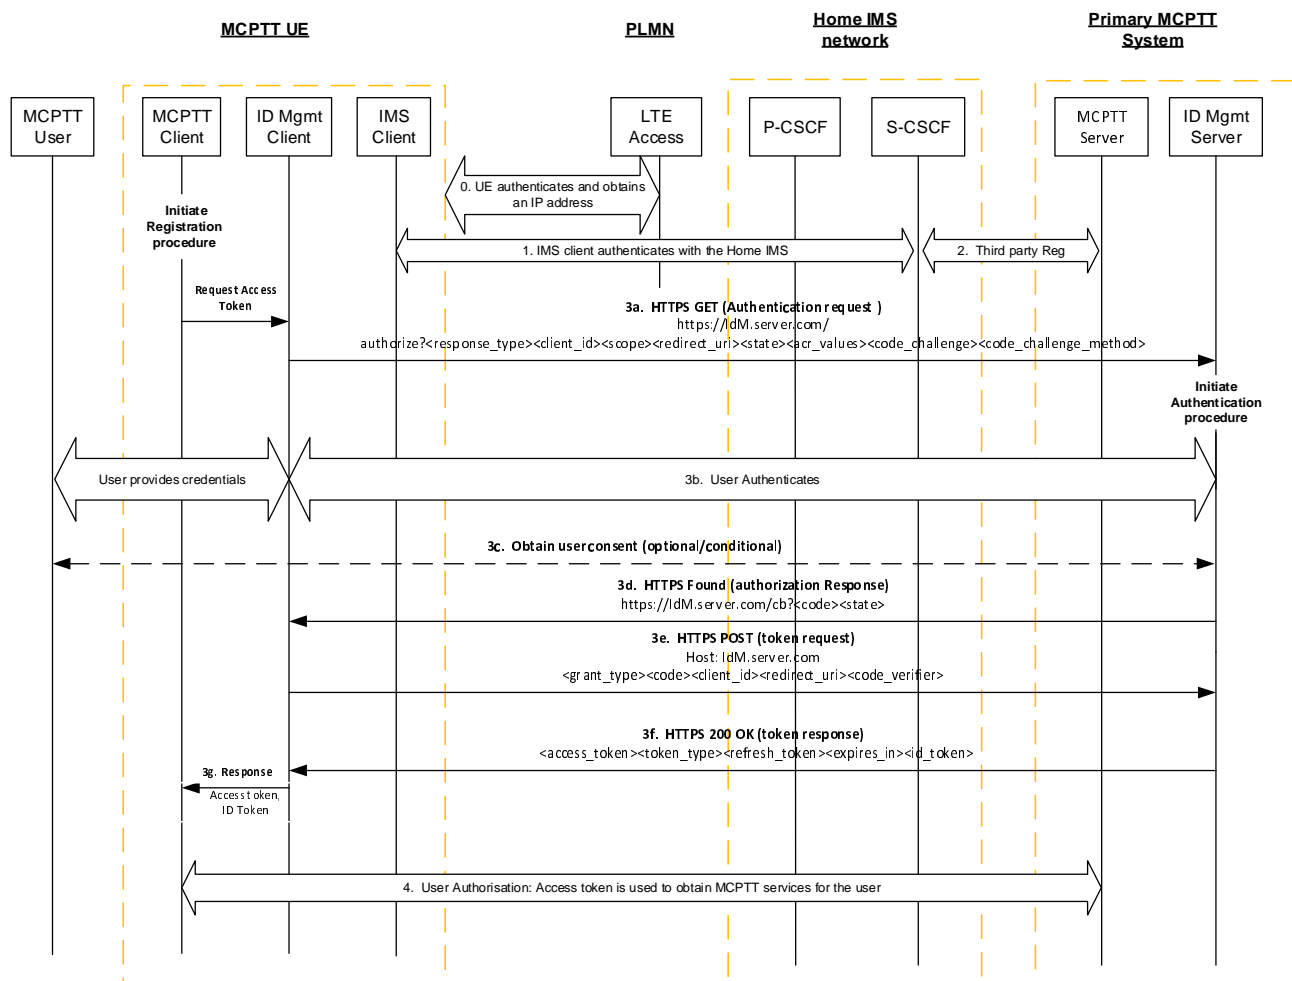 MCPTT UE
PLMN
Home IMS
network
Primary MCPTT
System
MCPTT
User
MCPTT
Client
ID Mgmt
Client
IMS
Client
LTE
Access
P-CSCF
S-CSCF
MCPTT
Server
ID Mgmt
Server
0. UE authenticates and obtains
an IP address
Initiate
Registration
procedure
1. IMS client authenticates with the Home IMS
2. Third party Reg
Request Access
Token
3a. HTTPS GET (Authentication request )
https://IdM.server.com/
authorize?<response_type><client_id><scope><redirect_uri><state><acr_values><code_challenge><code_challenge_method>
Initiate
Authentication
procedure
User provides credentials
3b. User Authenticates
3c. Obtain user consent (optional/conditional)
3d. HTTPS Found (authorization Response)
https://IdM.server.com/cb?<code><state>
3e. HTTPS POST (token request)
Host: IdM.server.com
<grant_type><code><client_id><redirect_uri><code_verifier>
3f. HTTPS 200 OK (token response)
<access_token><token_type><refresh_token><expires_in><id_token>
3g. Response
Access token,
ID Token
4. User Authorisation: Access token is used to obtain MCPTT services for the user